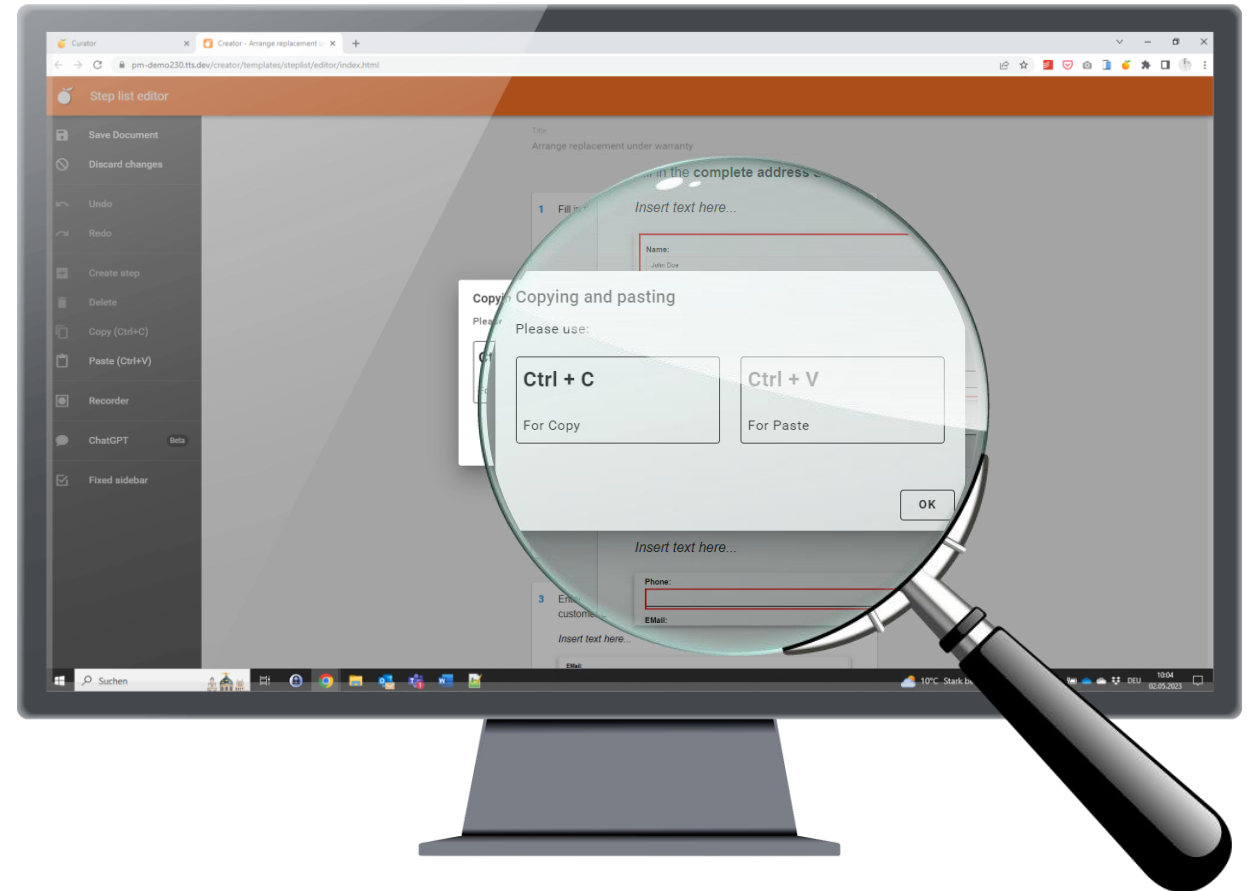 Curator
Creator - Arrange replacement u
pm-demo230.tts.dev/creator/templates/steplist/editor/index.html
Step list editor
Save Document
Discard changes
Undo
Redo
Create step
Delete
Copy (Ctrl+C)
Paste (Ctrl+V)
Recorder
ChatGPT Beta
Fixed sidebar
Title
Arrange replacement under warranty
in the complete address
1 Fill in
Insert text here...
Name:
John Doe
Copying and pasting
Please use:
Ctrl + C
For Copy
Ctrl + V
For Paste
OK
Insert text here...
Phone:
EMail:
3
custome
Insert text here...
EMail:
Suchen
10°C Stark
DEU
10:04
02.05.2023